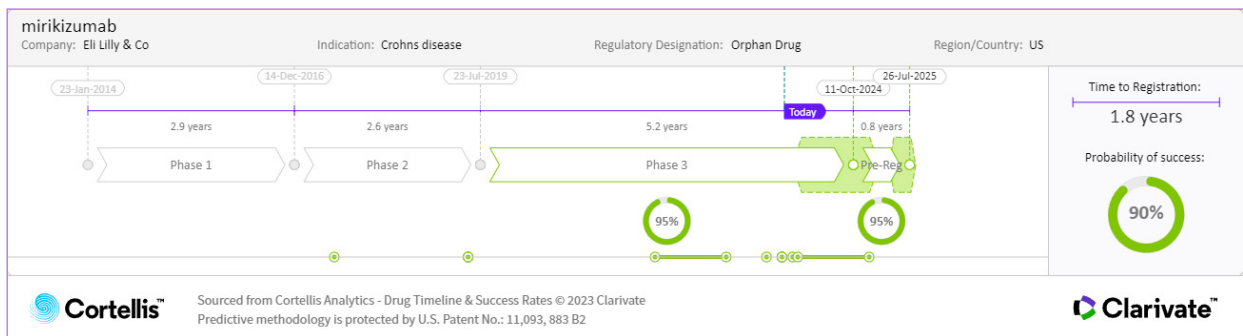 mirikizumab
Company: Eli Lilly & Co Indication: Crohns disease Regulatory Designation: Orphan Drug Region/Country: US
23-Jan-2014 14-Dec-2016 23-Jul-2019 11-Oct-2024 26-Jul-2025
Today
2.9 years 2.6 years 5.2 years 0.8 years
Phase 1 Phase 2 Phase 3 Pre-Reg
95% 95%
Time to Registration:
1.8 years
Probability of success:
90%
Cortellis™
Sourced from Cortellis Analytics - Drug Timeline & Success Rates © 2023 Clarivate
Predictive methodology is protected by U.S. Patent No.: 11,093, 883 B2
Clarivate™